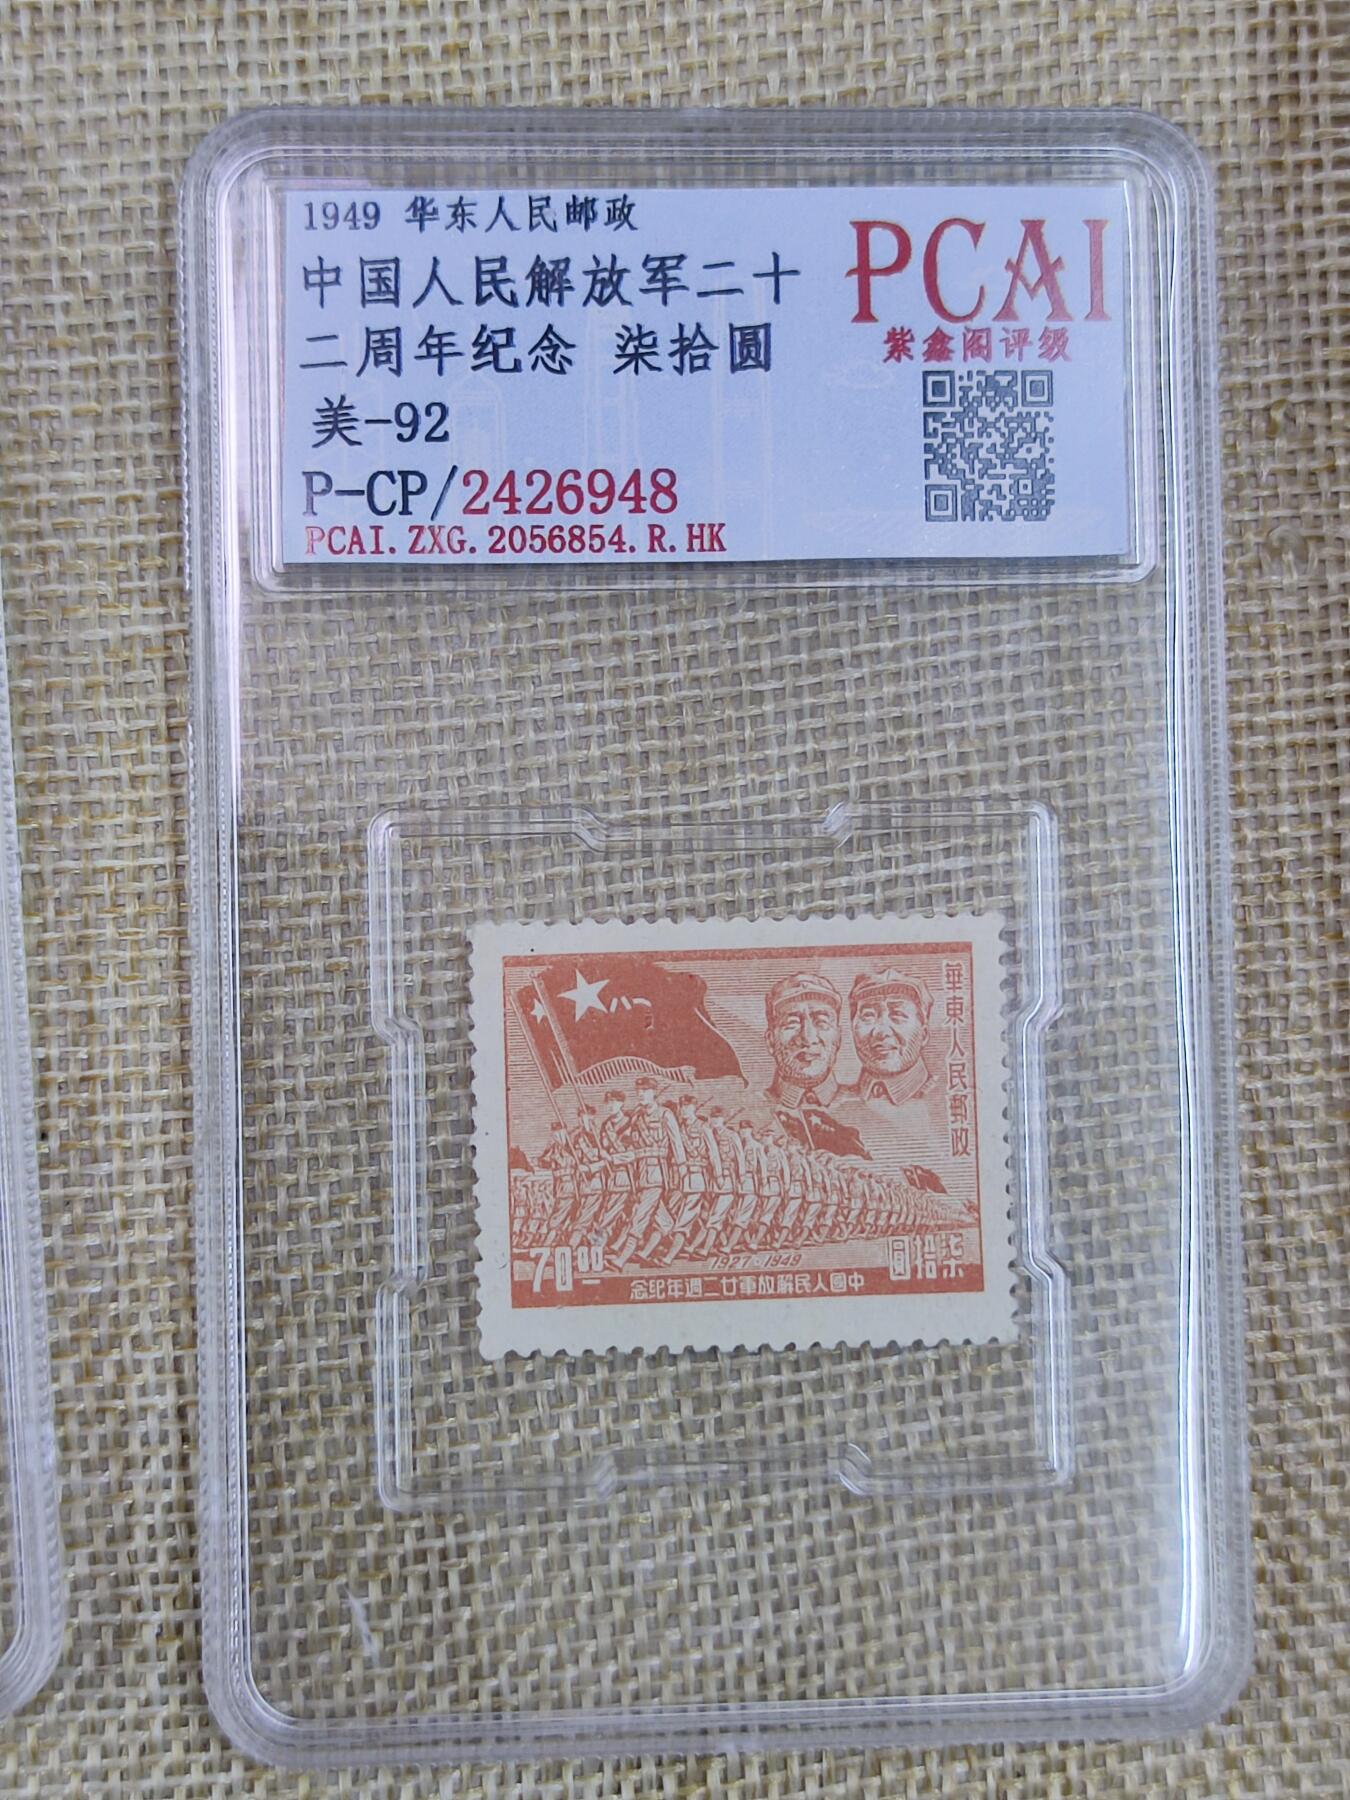 1949 华东人民邮政
中国人民解放军二十
二周年纪念 柒拾圆
美-92
P-CP/2426948
PCAI.ZXG.2056854.R.HK
PCAI
紫鑫阁评级
八一
華東人民郵政
70.00
1927·1949
柒拾圓
中國人民解放軍廿二週年紀念